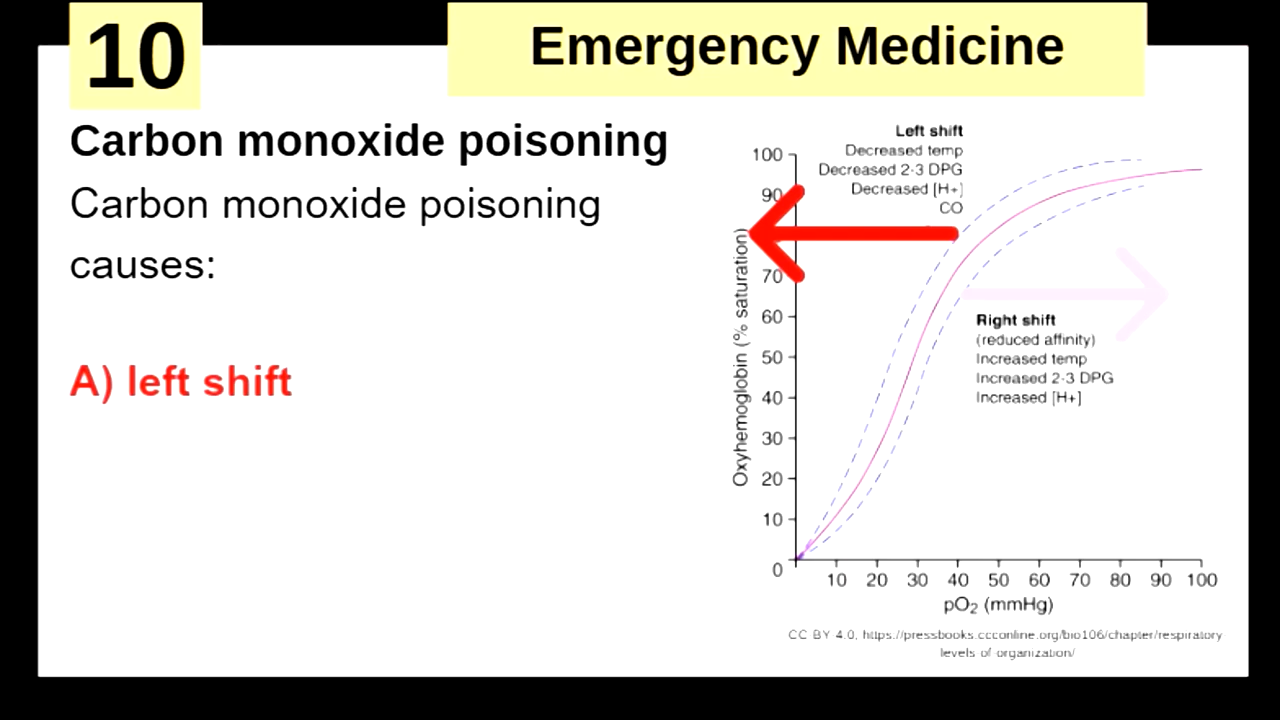 10
Emergency Medicine
Carbon monoxide poisoning
Carbon monoxide poisoning
causes:
A) left shift
Left shift
Decreased temp
Decreased 2-3 DPG
Decreased [H+]
CO
Right shift
(reduced affinity)
Increased temp
Increased 2-3 DPG
Increased [H+]
Oxyhemoglobin (% saturation)
100
90
70
60
50
40
30
20
10
0
10 20 30 40 50 60 70 80 90 100
pO₂ (mmHg)
CC BY 4.0, https://pressbooks.ccconline.org/bio106/chapter/respiratory
levels-of-organization/